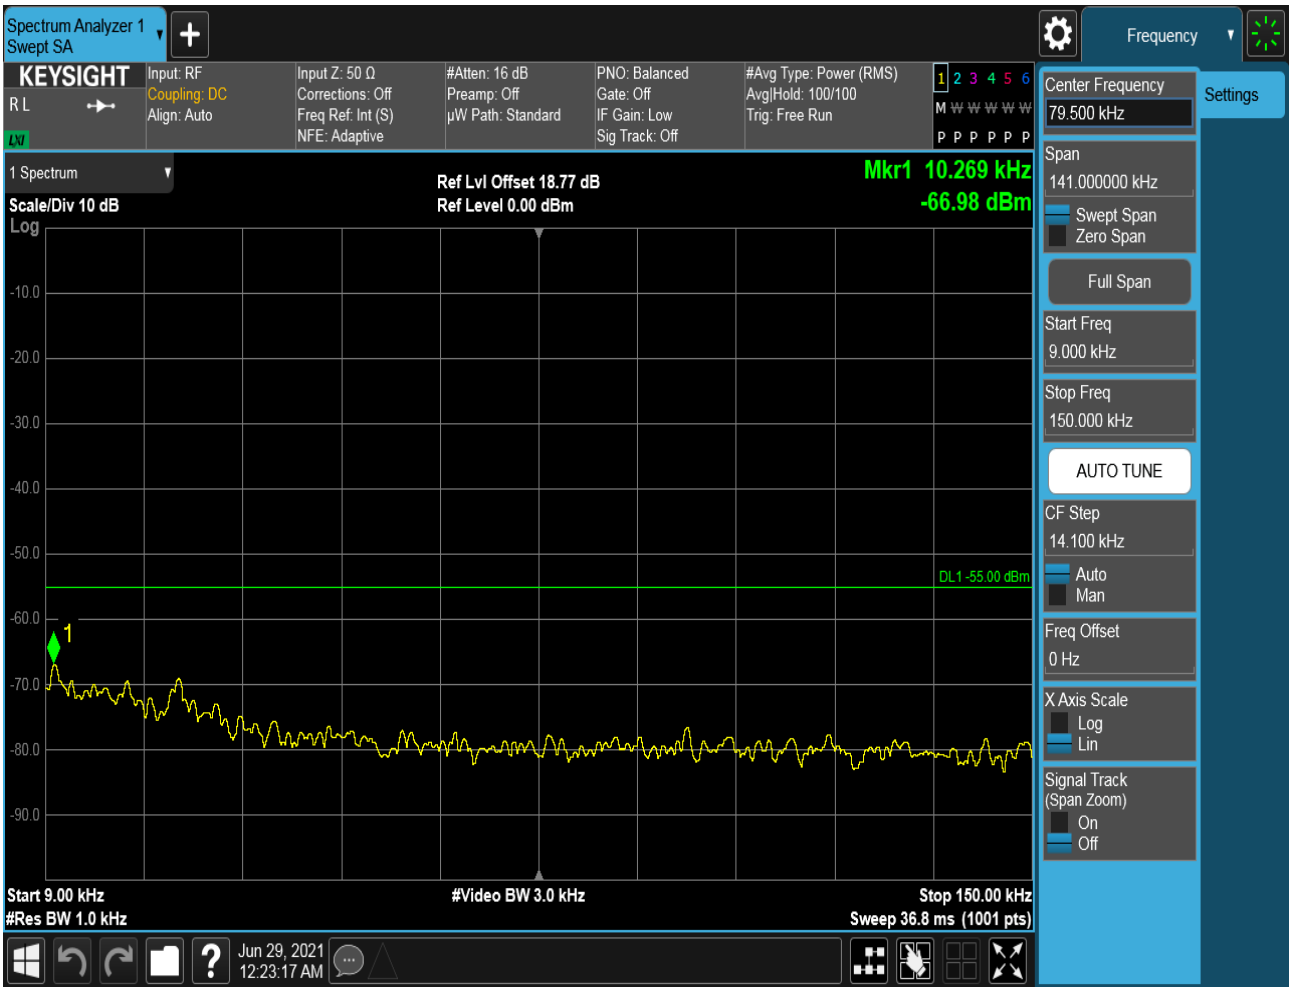 Spectrum Analyzer 1
Swept SA
Frequency
KEYSIGHT
R L
LXI
Input: RF
Coupling: DC
Align: Auto
Input Z: 50 Ω
Corrections: Off
Freq Ref: Int (S)
NFE: Adaptive
#Atten: 16 dB
Preamp: Off
µW Path: Standard
PNO: Balanced
Gate: Off
IF Gain: Low
Sig Track: Off
#Avg Type: Power (RMS)
Avg|Hold: 100/100
Trig: Free Run
1 2 3 4 5 6
M W W W W W
P P P P P P
1 Spectrum
Scale/Div 10 dB
Log
Ref Lvl Offset 18.77 dB
Ref Level 0.00 dBm
Mkr1 10.269 kHz
-66.98 dBm
-10.0
-20.0
-30.0
-40.0
-50.0
DL1 -55.00 dBm
-60.0
1
-70.0
-80.0
-90.0
Start 9.00 kHz
#Video BW 3.0 kHz
Stop 150.00 kHz
#Res BW 1.0 kHz
Sweep 36.8 ms (1001 pts)
Jun 29, 2021
12:23:17 AM
Settings
Center Frequency
79.500 kHz
Span
141.000000 kHz
Swept Span
Zero Span
Full Span
Start Freq
9.000 kHz
Stop Freq
150.000 kHz
AUTO TUNE
CF Step
14.100 kHz
Auto
Man
Freq Offset
0 Hz
X Axis Scale
Log
Lin
Signal Track
(Span Zoom)
On
Off